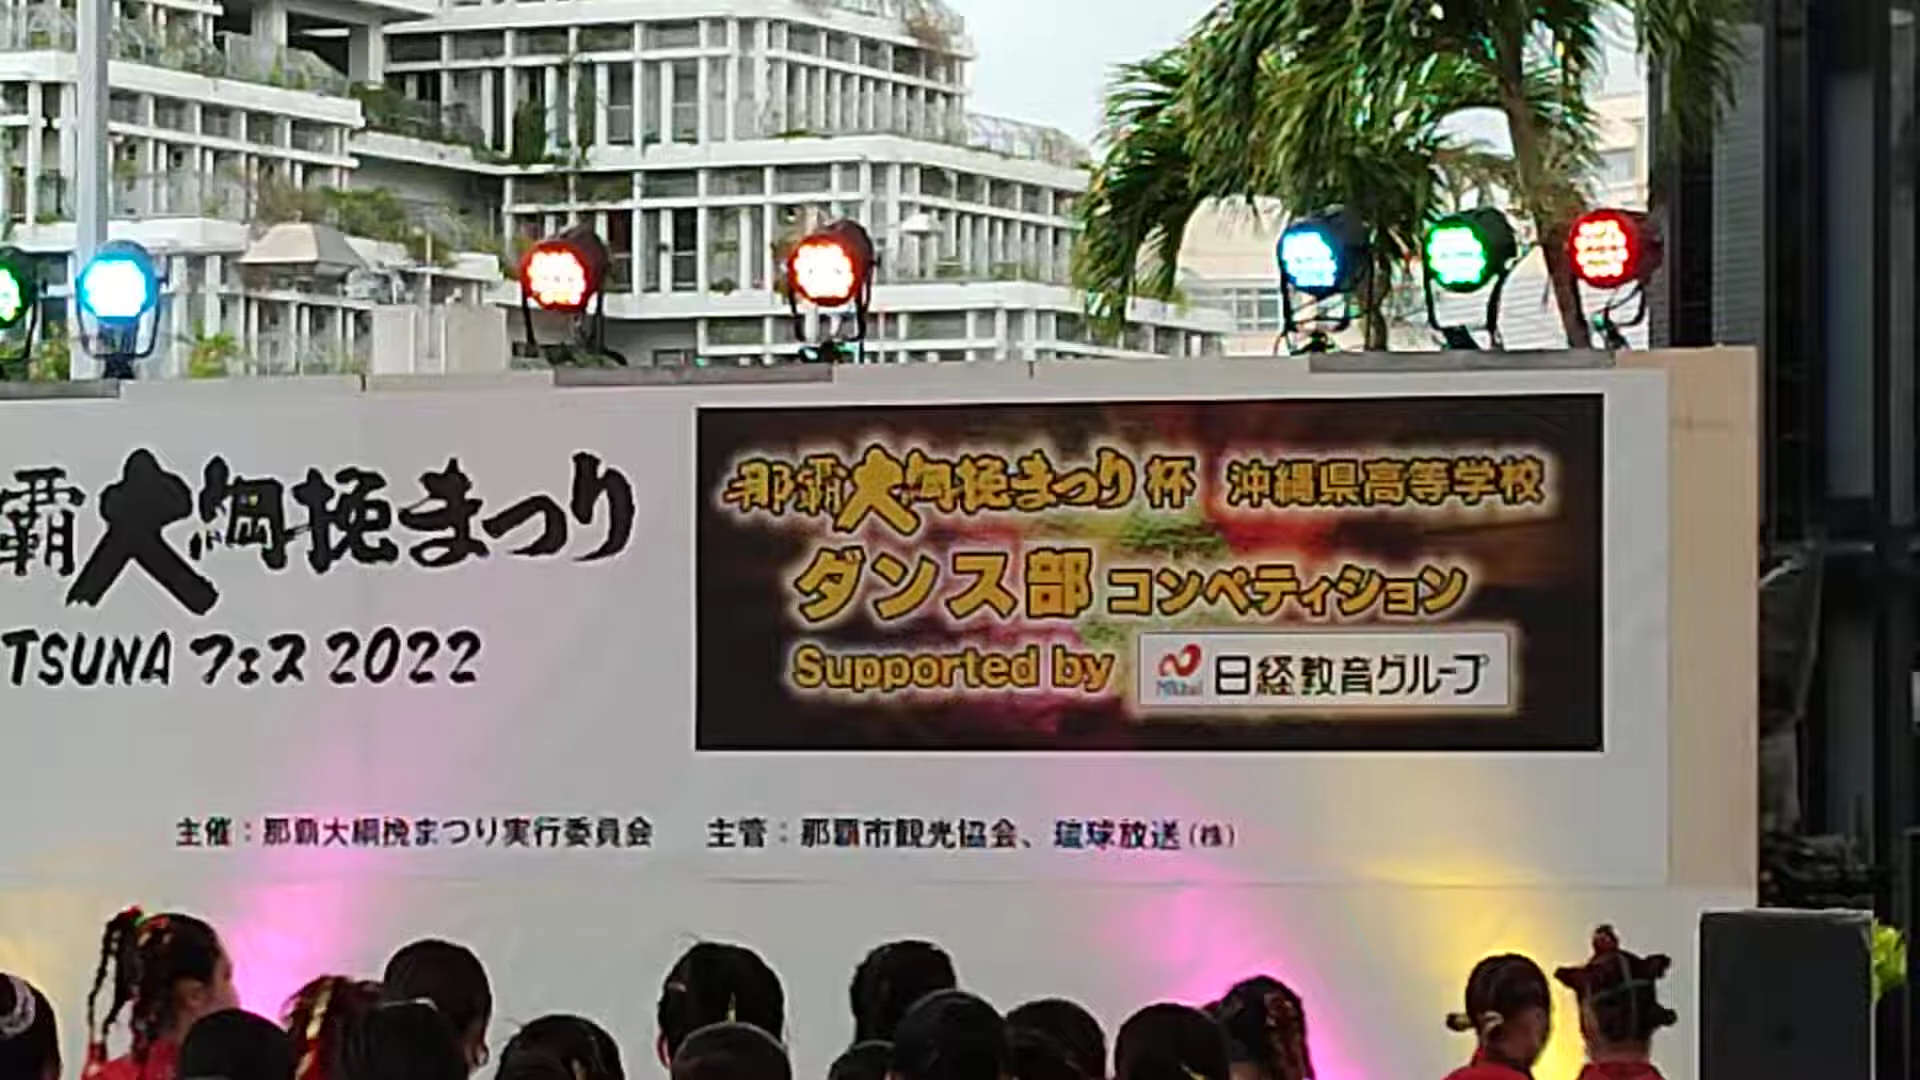 霸大綱挽まつり
TSUNA フェス 2022
那覇大綱挽まつり杯 沖縄県高等学校
ダンス部コンペティション
Supported by 日経教育グループ
主催：那覇大綱挽まつり実行委員会 主管：那覇市観光協会、琉球放送(株)